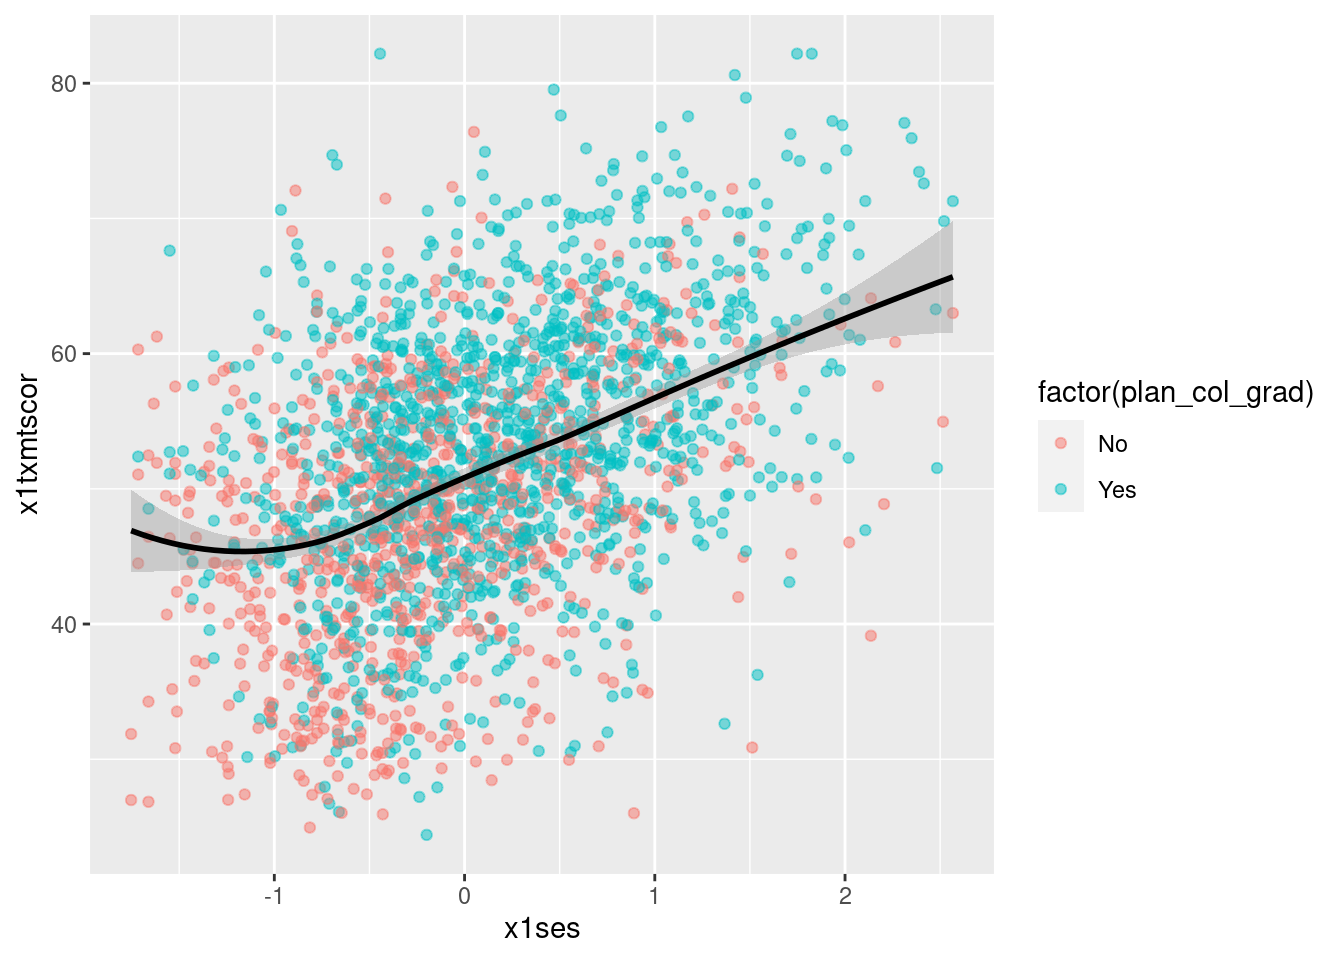 80
60
40
x1txmtscor
-1 0 1 2
x1ses
factor(plan_col_grad)
No
Yes